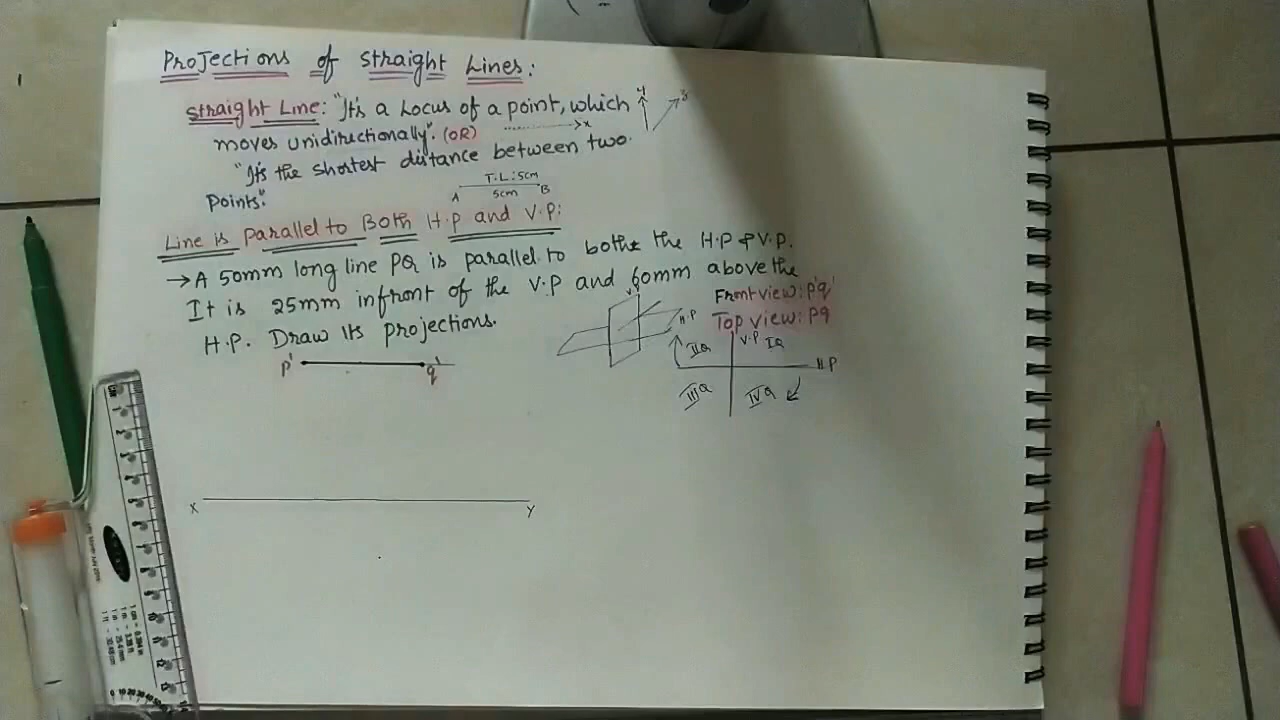 Projections of straight Lines:
straight Line: "It's a Locus of a point, which
moves unidirectionally". (OR)
x
y
z
"It's the shortest distance between two
points".
T.L:5cm
A 5cm B
Line is parallel to Both H.P and V.P:
→A 50mm long line PQ is parallel to bothe the H.P & V.P.
It is 25mm infront of the V.P and 60mm above the
H.P. Draw its projections.
Front view: p'q'
Top view: pq
V.P
H.P
IQ
IIQ
H.P
IIIQ
IVQ
p' q'
X Y